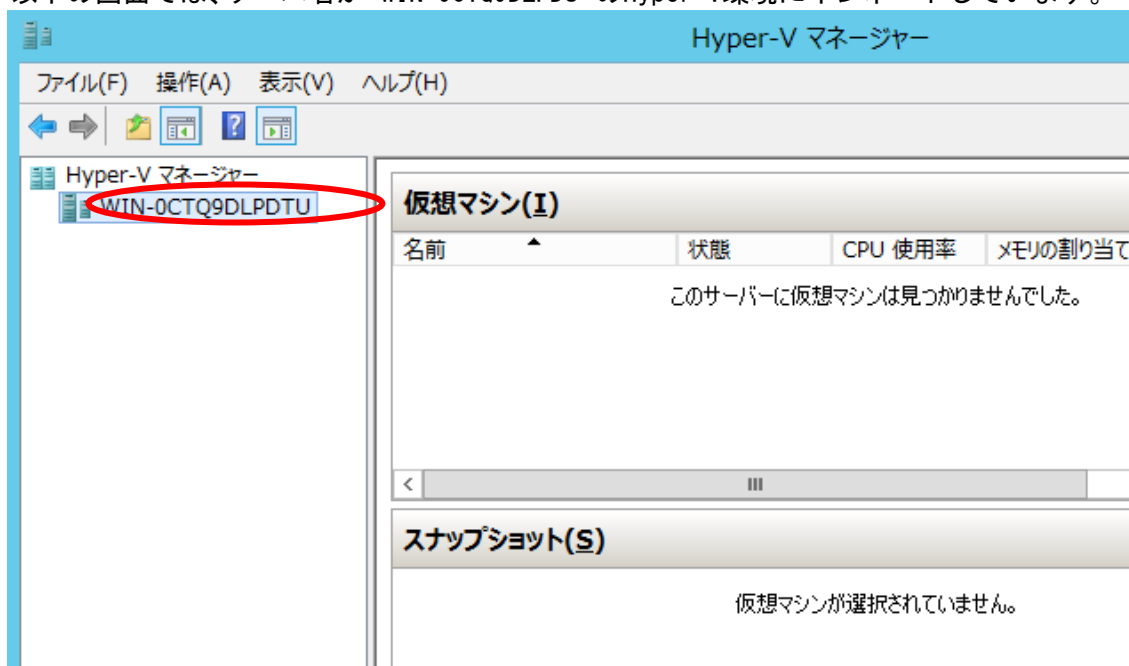 Hyper-V マネージャー
ファイル(F) 操作(A) 表示(V) ヘルプ(H)
Hyper-V マネージャー
WIN-0CTQ9DLPDTU
仮想マシン(I)
名前 状態 CPU 使用率 メモリの割り当て
このサーバーに仮想マシンは見つかりませんでした。
スナップショット(S)
仮想マシンが選択されていません。